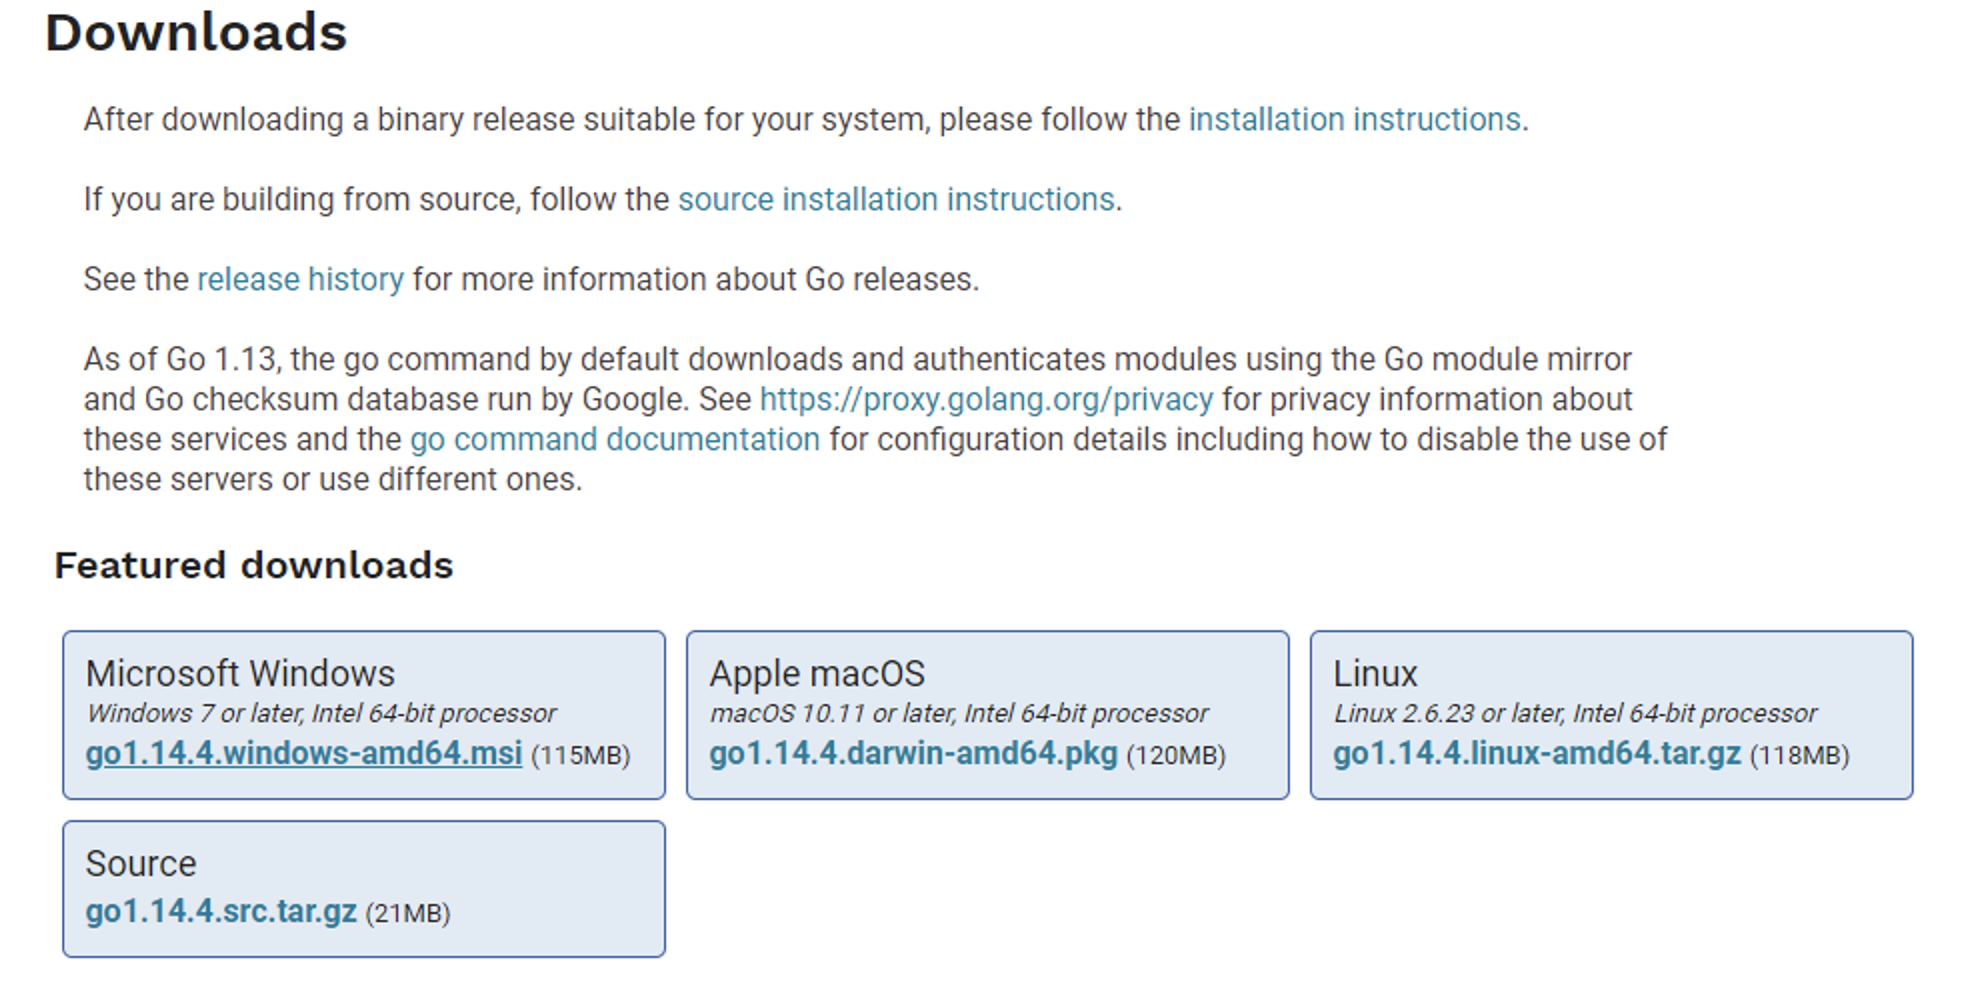 Downloads
After downloading a binary release suitable for your system, please follow the installation instructions.
If you are building from source, follow the source installation instructions.
See the release history for more information about Go releases.
As of Go 1.13, the go command by default downloads and authenticates modules using the Go module mirror
and Go checksum database run by Google. See https://proxy.golang.org/privacy for privacy information about
these services and the go command documentation for configuration details including how to disable the use of
these servers or use different ones.
Featured downloads
Microsoft Windows
Windows 7 or later, Intel 64-bit processor
go1.14.4.windows-amd64.msi (115MB)
Apple macOS
macOS 10.11 or later, Intel 64-bit processor
go1.14.4.darwin-amd64.pkg (120MB)
Linux
Linux 2.6.23 or later, Intel 64-bit processor
go1.14.4.linux-amd64.tar.gz (118MB)
Source
go1.14.4.src.tar.gz (21MB)